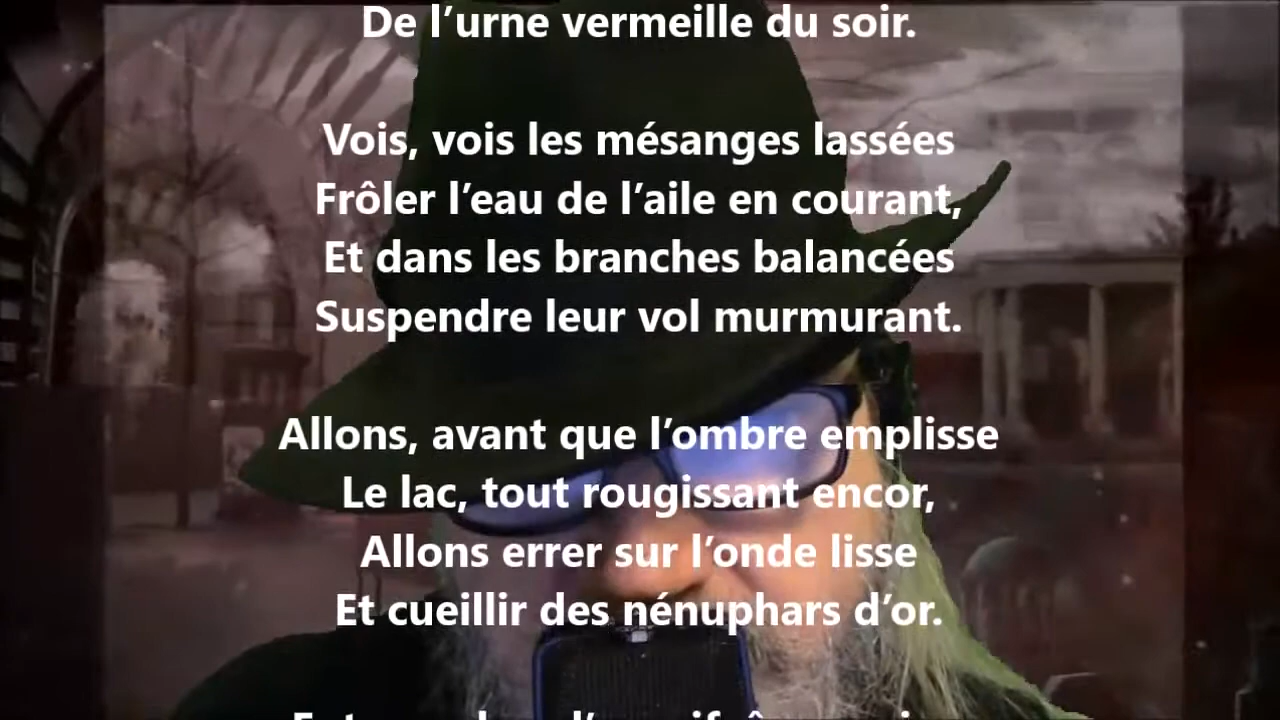 De l’urne vermeille du soir.
Vois, vois les mésanges lassées
Frôler l’eau de l’aile en courant,
Et dans les branches balancées
Suspendre leur vol murmurant.
Allons, avant que l’ombre emplisse
Le lac, tout rougissant encor,
Allons errer sur l’onde lisse
Et cueillir des nénuphars d’or.